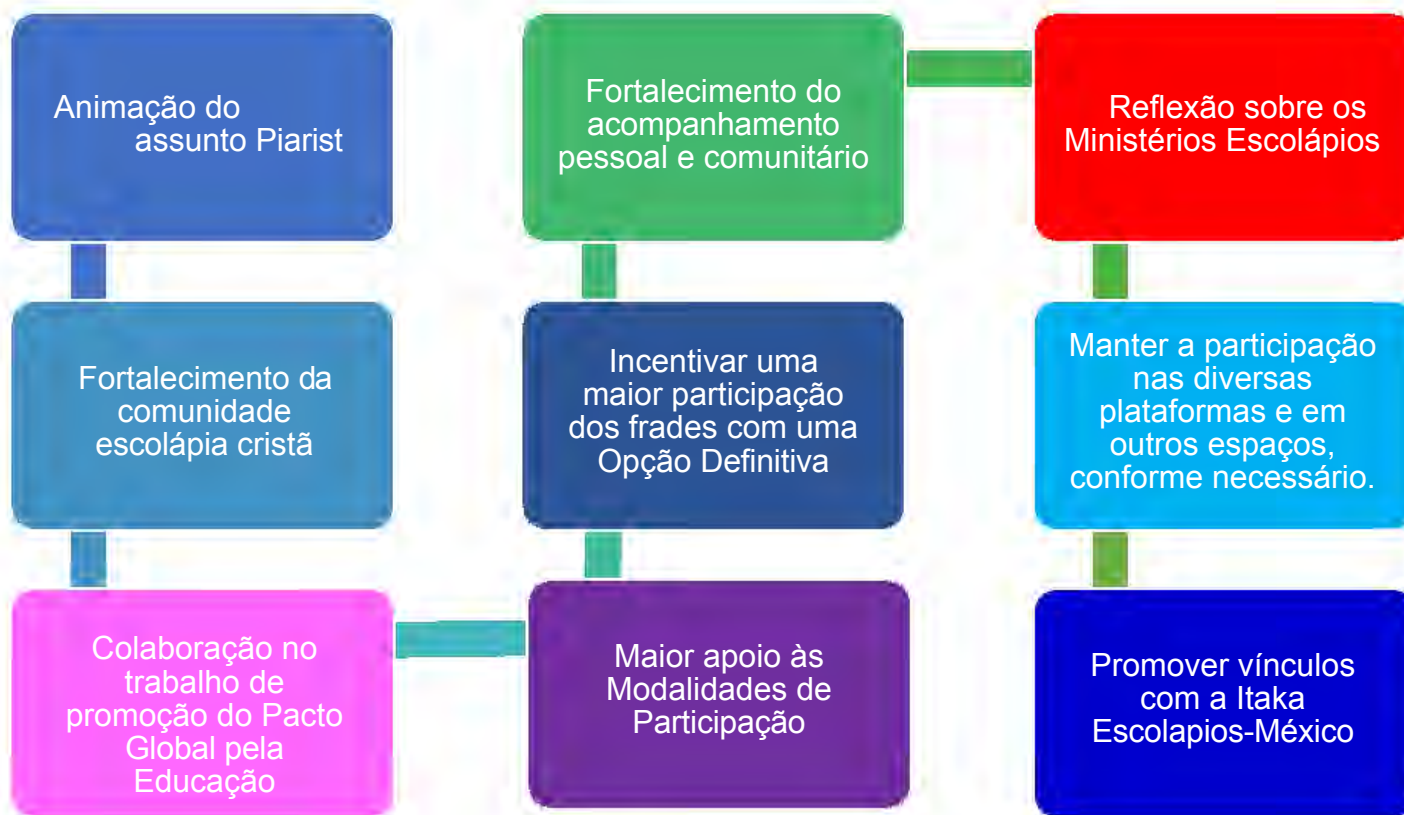 Animação do
assunto Piarist
Fortalecimento da
comunidade
escolápia cristã
Colaboração no
trabalho de
promoção do Pacto
Global pela
Educação
Maior apoio às
Modalidades de
Participação
Incentivar uma
maior participação
dos frades com uma
Opção Definitiva
Fortalecimento do
acompanhamento
pessoal e comunitário
Reflexão sobre os
Ministérios Escolápios
Manter a participação
nas diversas
plataformas e em
outros espaços,
conforme necessário.
Promover vínculos
com a Itaka
Escolapios-México